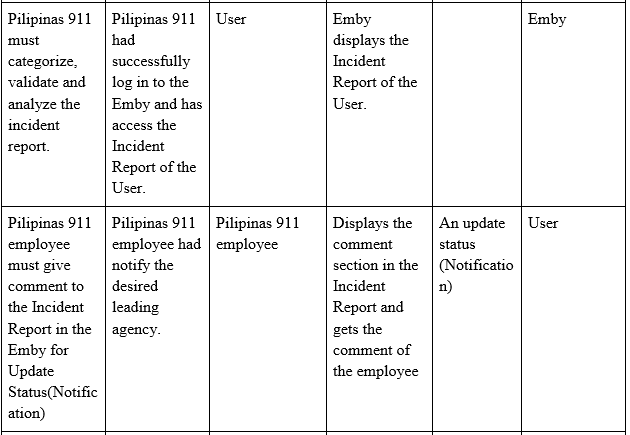 Pilipinas 911
must
categorize,
validate and
analyze the
incident
report.
Pilipinas 911
had
successfully
log in to the
Emby and has
access the
Incident
Report of the
User.
User
Emby
displays the
Incident
Report of the
User.
Emby
Pilipinas 911
employee
must give
comment to
the Incident
Report in the
Emby for
Update
Status(Notific
ation)
Pilipinas 911
employee had
notify the
desired
leading
agency.
Pilipinas 911
employee
Displays the
comment
section in the
Incident
Report and
gets the
comment of
the employee
An update
status
(Notificatio
n)
User